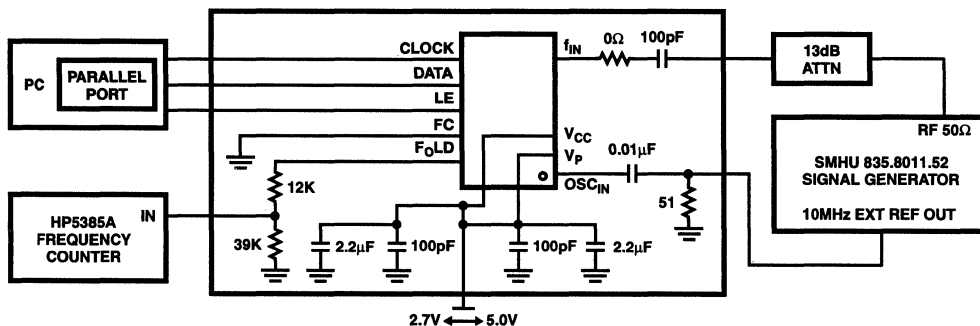 PC
PARALLEL
PORT
CLOCK
DATA
LE
FC
FOLD
fIN
0Ω
100pF
13dB
ATTN
VCC
VP
OSCIN
0.01μF
51
RF 50Ω
SMHU 835.8011.52
SIGNAL GENERATOR
10MHz EXT REF OUT
HP5385A
FREQUENCY
COUNTER
IN
12K
39K
2.2μF
100pF
100pF
2.2μF
2.7V
5.0V